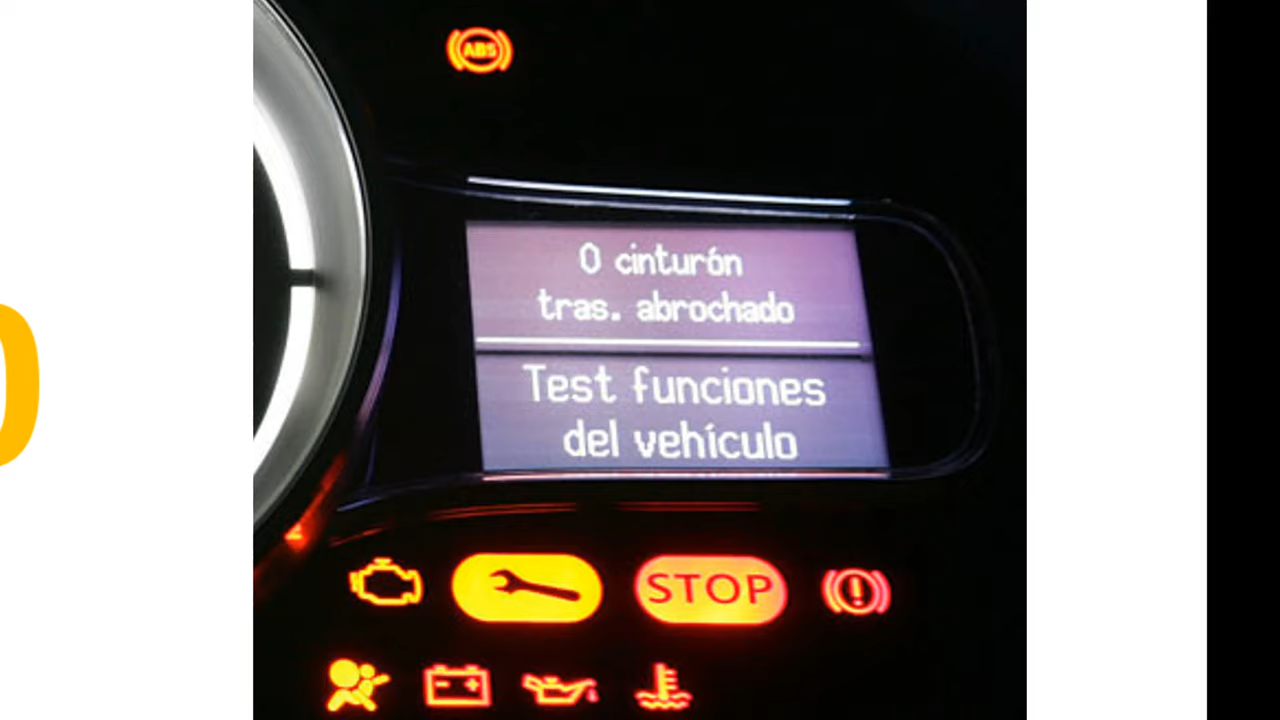 ABS
0 cinturón
tras. abrochado
Test funciones
del vehículo
STOP